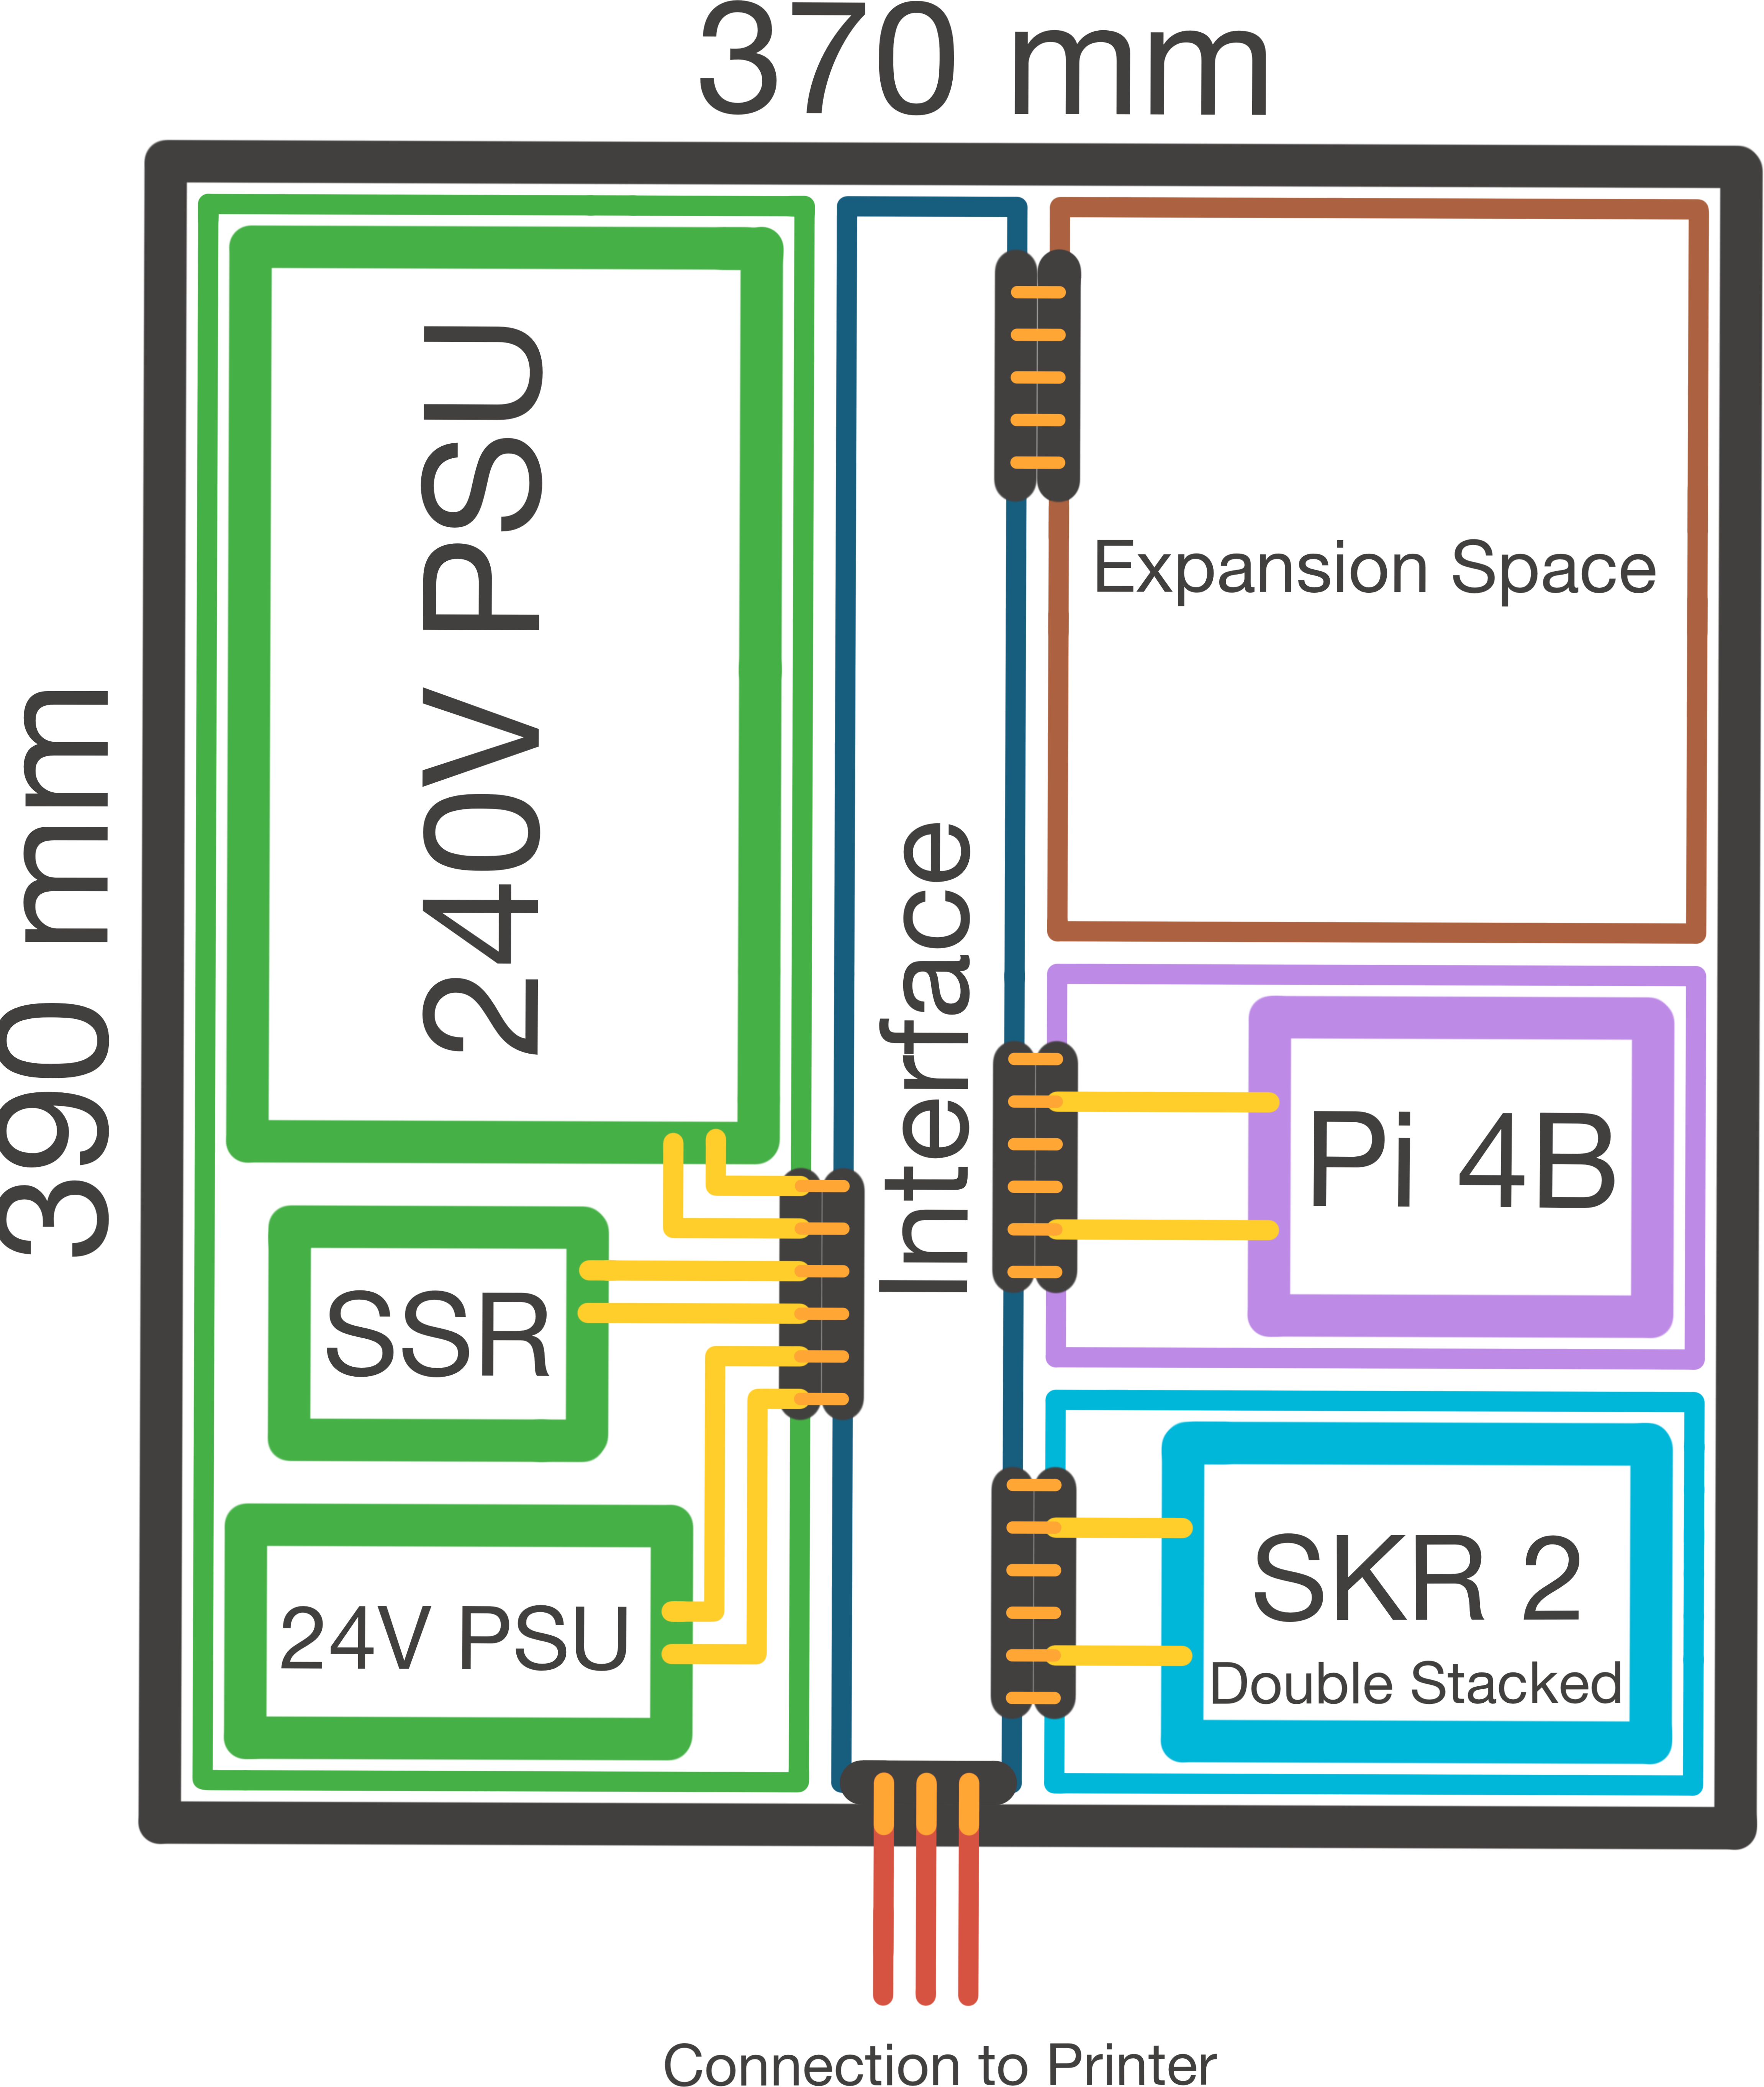 370 mm
390 mm
240V PSU
Expansion Space
Interface
Pi 4B
SSR
SKR 2
Double Stacked
24V PSU
Connection to Printer